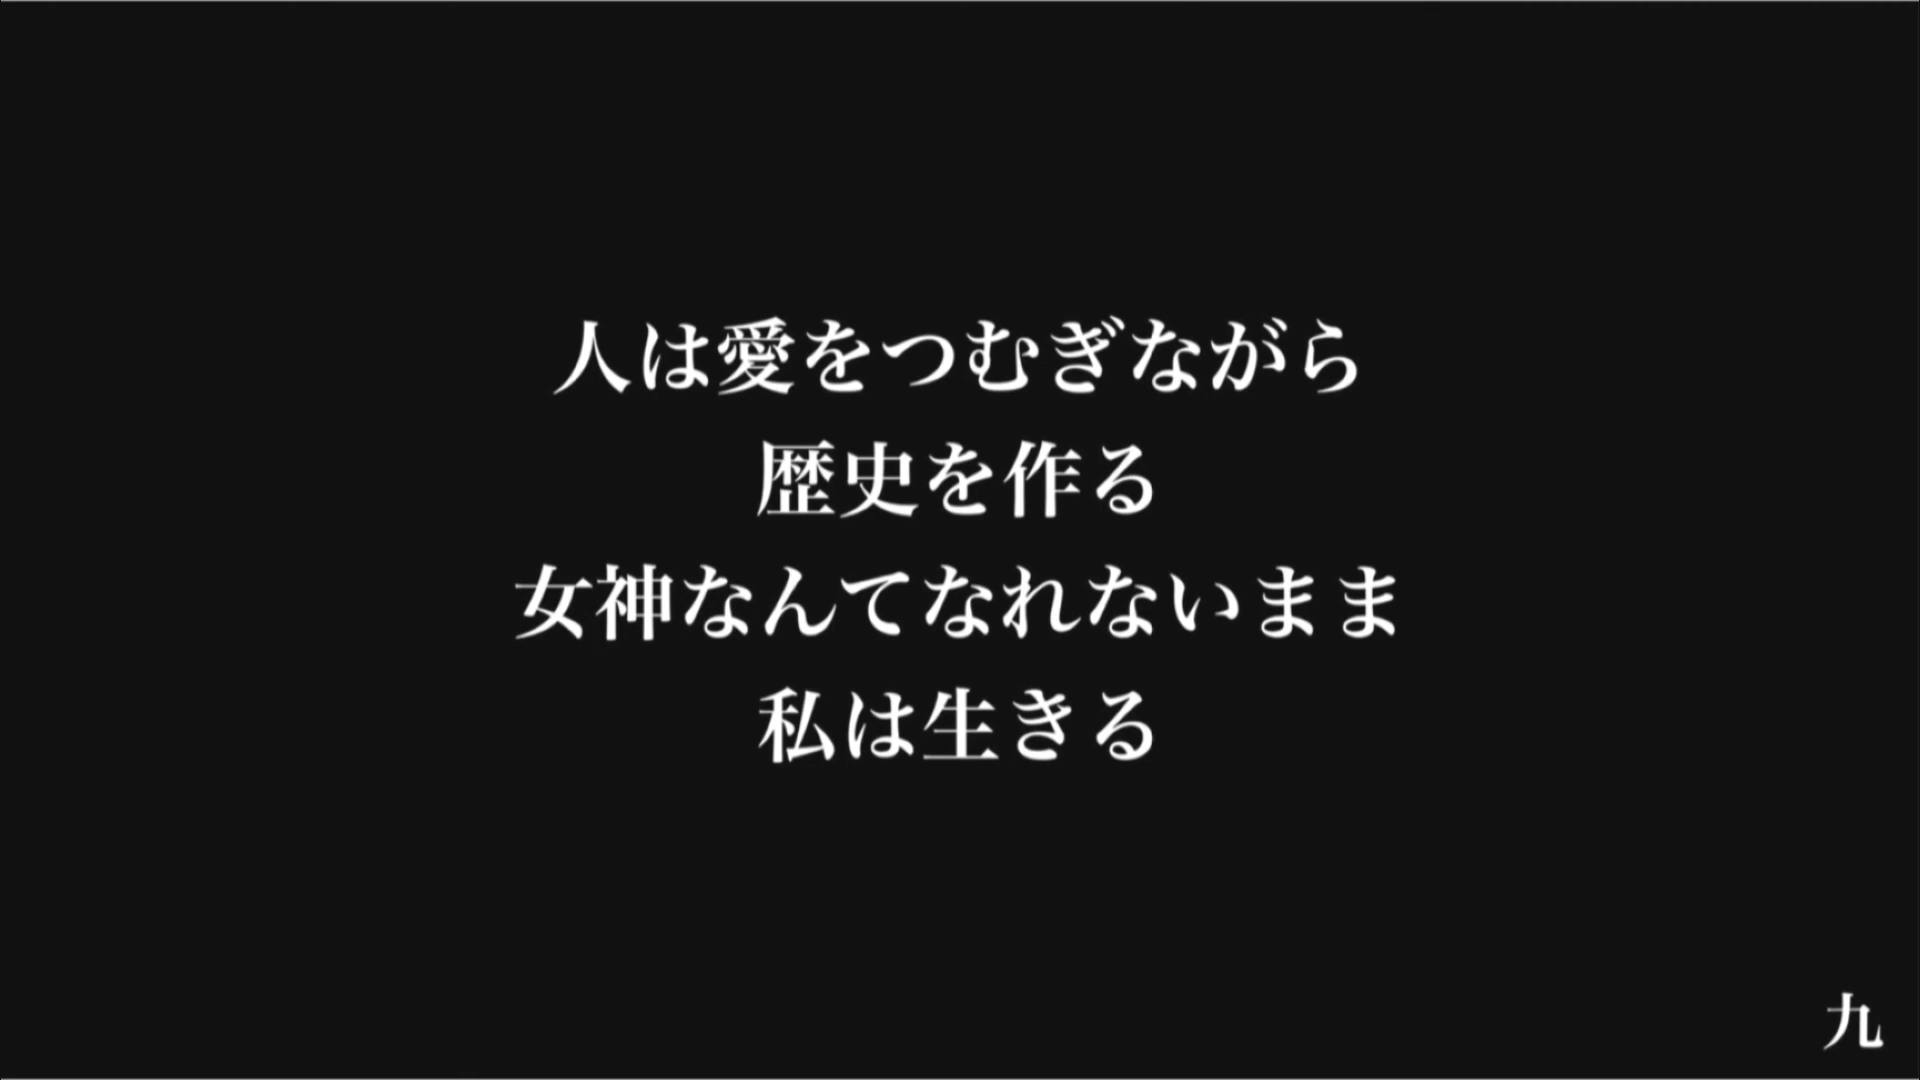 人は愛をつむぎながら
歴史を作る
女神なんてなれないまま
私は生きる
九